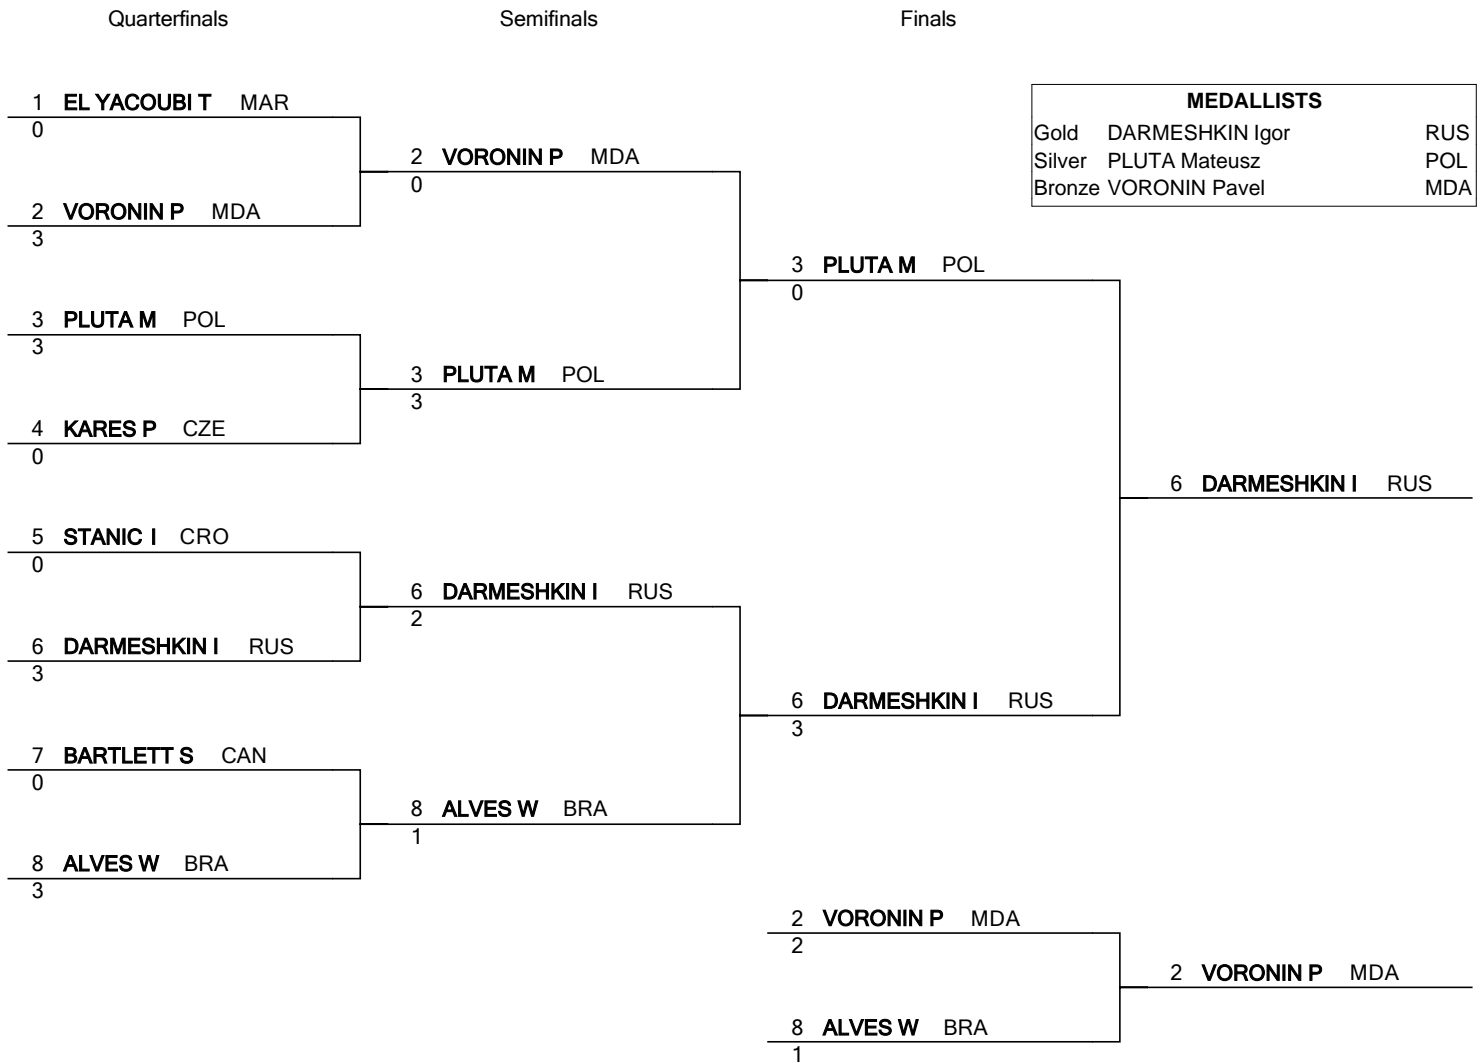 Quarterfinals Semifinals Finals
1 EL YACOUBI T MAR
0
2 VORONIN P MDA
3
3 PLUTA M POL
3
4 KARES P CZE
0
5 STANIC I CRO
0
6 DARMESHKIN I RUS
3
7 BARTLETT S CAN
0
8 ALVES W BRA
3
2 VORONIN P MDA
0
3 PLUTA M POL
3
6 DARMESHKIN I RUS
2
8 ALVES W BRA
1
3 PLUTA M POL
0
6 DARMESHKIN I RUS
3
2 VORONIN P MDA
2
8 ALVES W BRA
1
MEDALLISTS
Gold DARMESHKIN Igor RUS
Silver PLUTA Mateusz POL
Bronze VORONIN Pavel MDA
6 DARMESHKIN I RUS
2 VORONIN P MDA